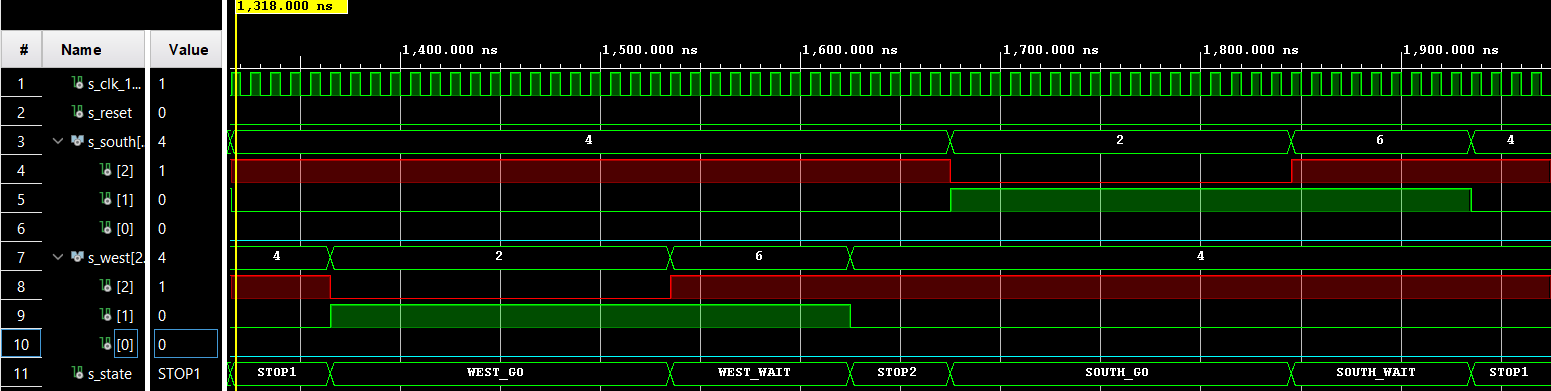 1,318.000 ns
1,400.000 ns 1,500.000 ns 1,600.000 ns 1,700.000 ns 1,800.000 ns 1,900.000 ns
# Name Value
1 s_clk_1... 1
2 s_reset 0
3 s_south[... 4 4 2 6 4
4 [2] 1
5 [1] 0
6 [0] 0
7 s_west[2... 4 4 2 6 4
8 [2] 1
9 [1] 0
10 [0] 0
11 s_state STOP1 STOP1 WEST_GO WEST_WAIT STOP2 SOUTH_GO SOUTH_WAIT STOP1